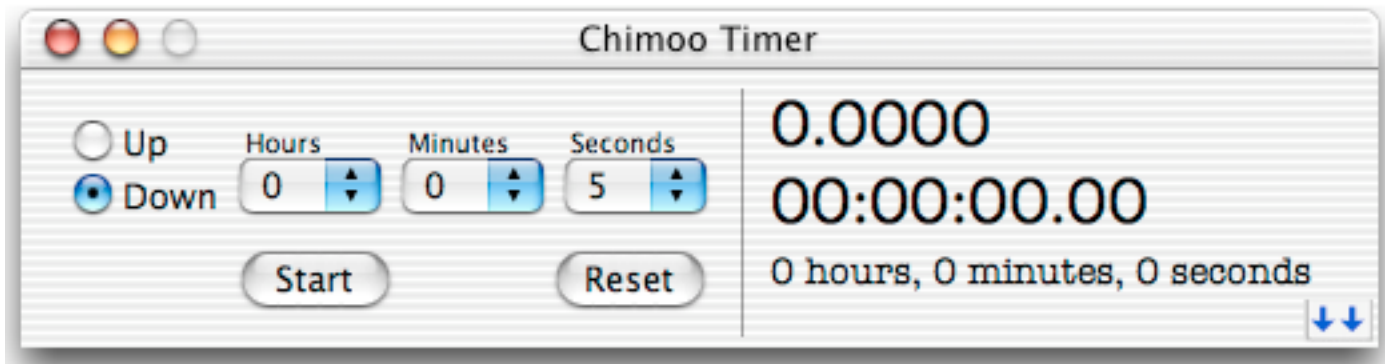 Chimoo Timer
Up
Down
Hours Minutes Seconds
0 0 5
Start Reset
0.0000
00:00:00.00
0 hours, 0 minutes, 0 seconds